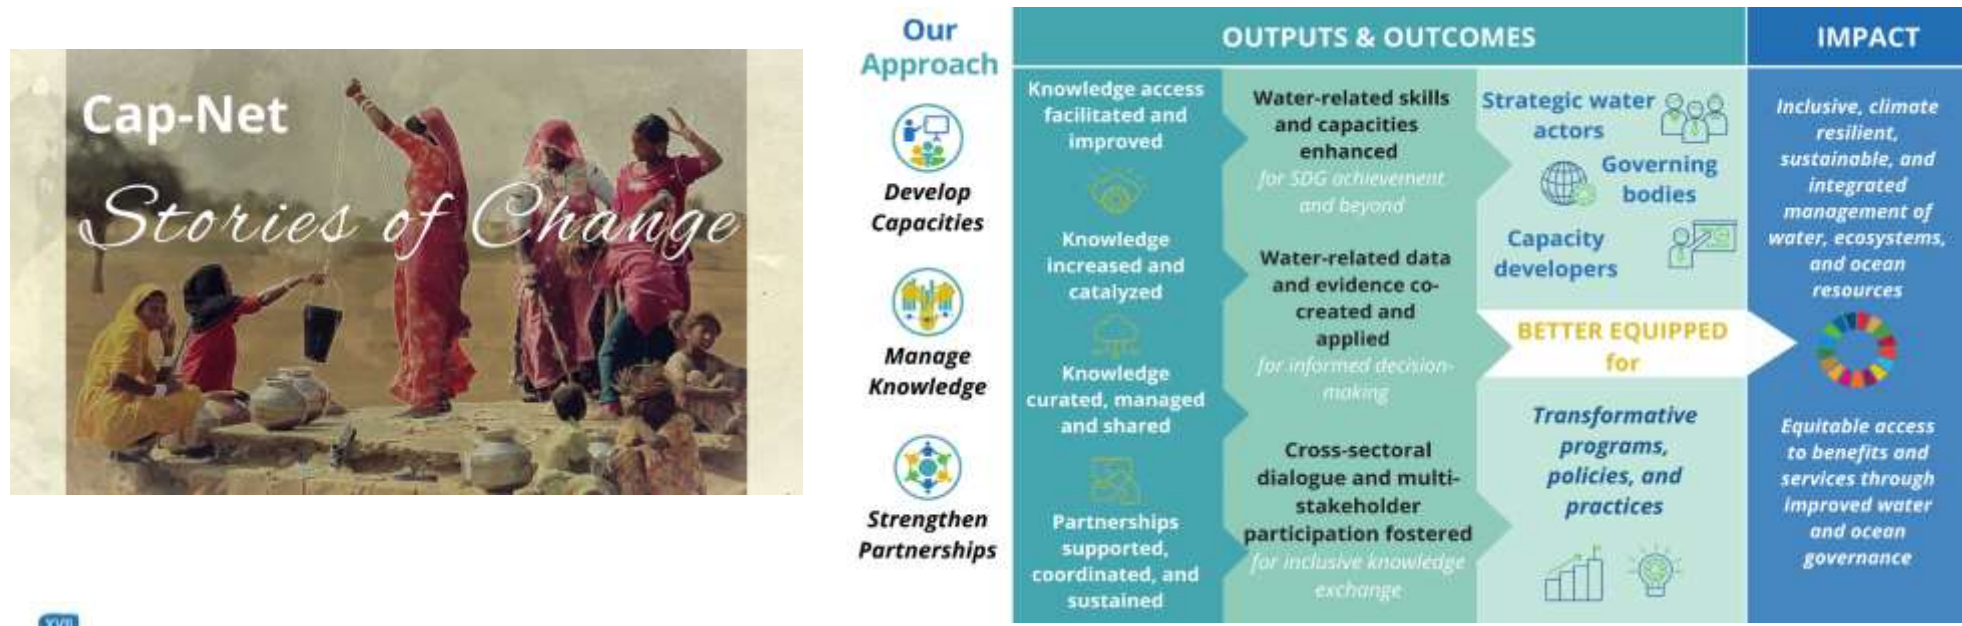 Cap-Net
Stories of Change
Our
Approach
Develop
Capacities
Manage
Knowledge
Strengthen
Partnerships
OUTPUTS & OUTCOMES
Knowledge access
facilitated and
improved
Knowledge
increased and
catalyzed
Knowledge
curated, managed
and shared
Partnerships
supported,
coordinated, and
sustained
Water-related skills
and capacities
enhanced
for SDG achievement
and beyond
Water-related data
and evidence co-
created and
applied
for informed decision-
making
Cross-sectoral
dialogue and multi-
stakeholder
participation fostered
for inclusive knowledge
exchange
Strategic water
actors
Governing
bodies
Capacity
developers
BETTER EQUIPPED
for
Transformative
programs,
policies, and
practices
IMPACT
Inclusive, climate
resilient,
sustainable, and
integrated
management of
water, ecosystems,
and ocean
resources
Equitable access
to benefits and
services through
improved water
and ocean
governance